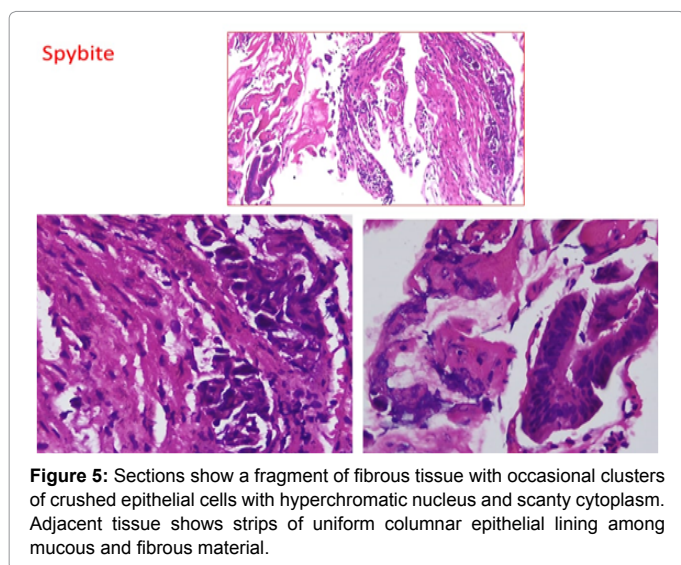 Spybite
Figure 5: Sections show a fragment of fibrous tissue with occasional clusters
of crushed epithelial cells with hyperchromatic nucleus and scanty cytoplasm.
Adjacent tissue shows strips of uniform columnar epithelial lining among
mucous and fibrous material.